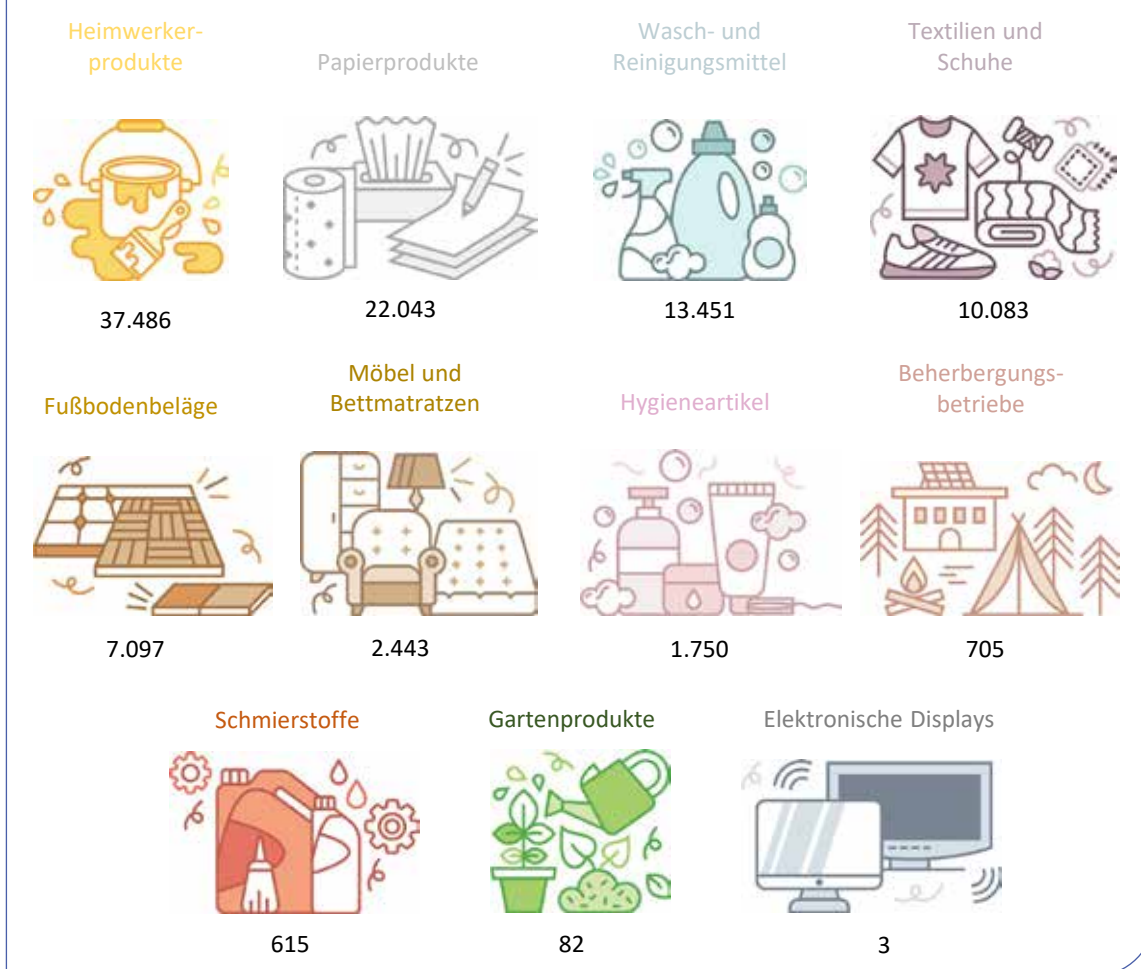 Heimwerker-
produkte
Papierprodukte
Wasch- und
Reinigungsmittel
Textilien und
Schuhe
37.486
22.043
13.451
10.083
Fußbodenbeläge
Möbel und
Bettmatratzen
Hygieneartikel
Beherbergungs-
betriebe
7.097
2.443
1.750
705
Schmierstoffe
Gartenprodukte
Elektronische Displays
615
82
3